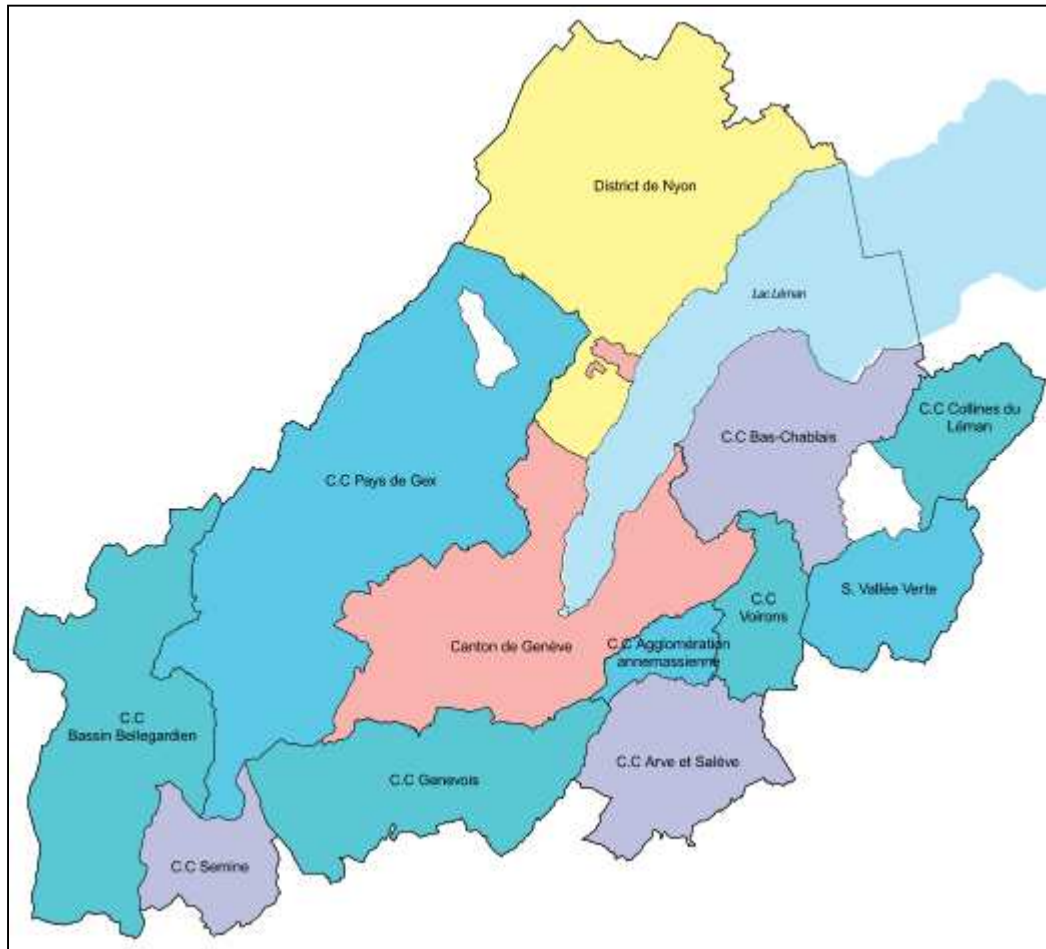 District de Nyon
Lac Léman
C.C Collines du
Léman
C.C Bas-Chablais
C.C Pays de Gex
S. Vallée Verte
C.C
Voirons
Canton de Genève
C.C Agglomération
annemassienne
C.C
Bassin Bellegardien
C.C Arve et Salève
C.C Genevois
C.C Semine